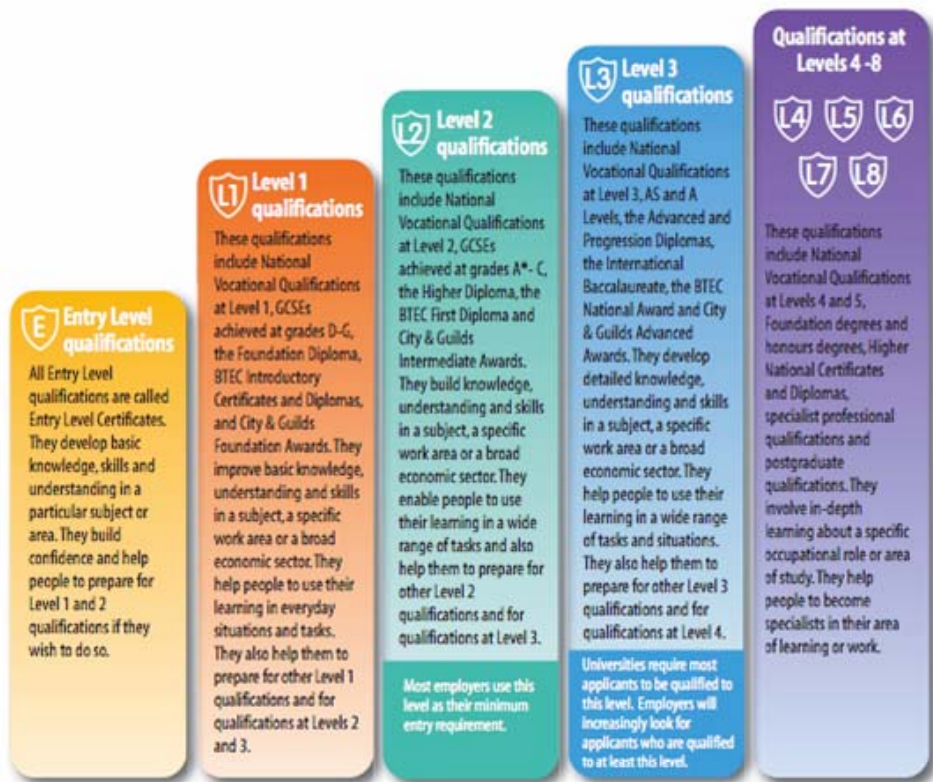 E
Entry Level
qualifications
All Entry Level
qualifications are called
Entry Level Certificates.
They develop basic
knowledge, skills and
understanding in a
particular subject or
area. They build
confidence and help
people to prepare for
Level 1 and 2
qualifications if they
wish to do so.
L1
Level 1
qualifications
These qualifications
include National
Vocational Qualifications
at Level 1, GCSEs
achieved at grades D-G,
the Foundation Diploma,
BTEC Introductory
Certificates and Diplomas,
and City & Guilds
Foundation Awards. They
improve basic knowledge,
understanding and skills
in a subject, a specific
work area or a broad
economic sector. They
help people to use their
learning in everyday
situations and tasks.
They also help them to
prepare for other Level 1
qualifications and for
qualifications at Levels 2
and 3.
L2
Level 2
qualifications
These qualifications
include National
Vocational Qualifications
at Level 2, GCSEs
achieved at grades A*- C,
the Higher Diploma, the
BTEC First Diploma and
City & Guilds
Intermediate Awards.
They build knowledge,
understanding and skills
in a subject, a specific
work area or a broad
economic sector. They
enable people to use
their learning in a wide
range of tasks and also
help them to prepare for
other Level 2
qualifications and for
qualifications at Level 3.
Most employers use this
level as their minimum
entry requirement.
L3
Level 3
qualifications
These qualifications
include National
Vocational Qualifications
at Level 3, AS and A
Levels, the Advanced and
Progression Diplomas,
the International
Baccalaureate, the BTEC
National Award and City
& Guilds Advanced
Awards. They develop
detailed knowledge,
understanding and skills
in a subject, a specific
work area or a broad
economic sector. They
help people to use their
learning in a wide range
of tasks and situations.
They also help them to
prepare for other Level 3
qualifications and for
qualifications at Level 4.
Universities require most
applicants to be qualified to
this level. Employers will
increasingly look for
applicants who are qualified
to at least this level.
Qualifications at
Levels 4 -8
L4 L5 L6
L7 L8
These qualifications
include National
Vocational Qualifications
at Levels 4 and 5,
Foundation degrees and
honours degrees, Higher
National Certificates
and Diplomas,
specialist professional
qualifications and
postgraduate
qualifications. They
involve in-depth
learning about a specific
occupational role or area
of study. They help
people to become
specialists in their area
of learning or work.